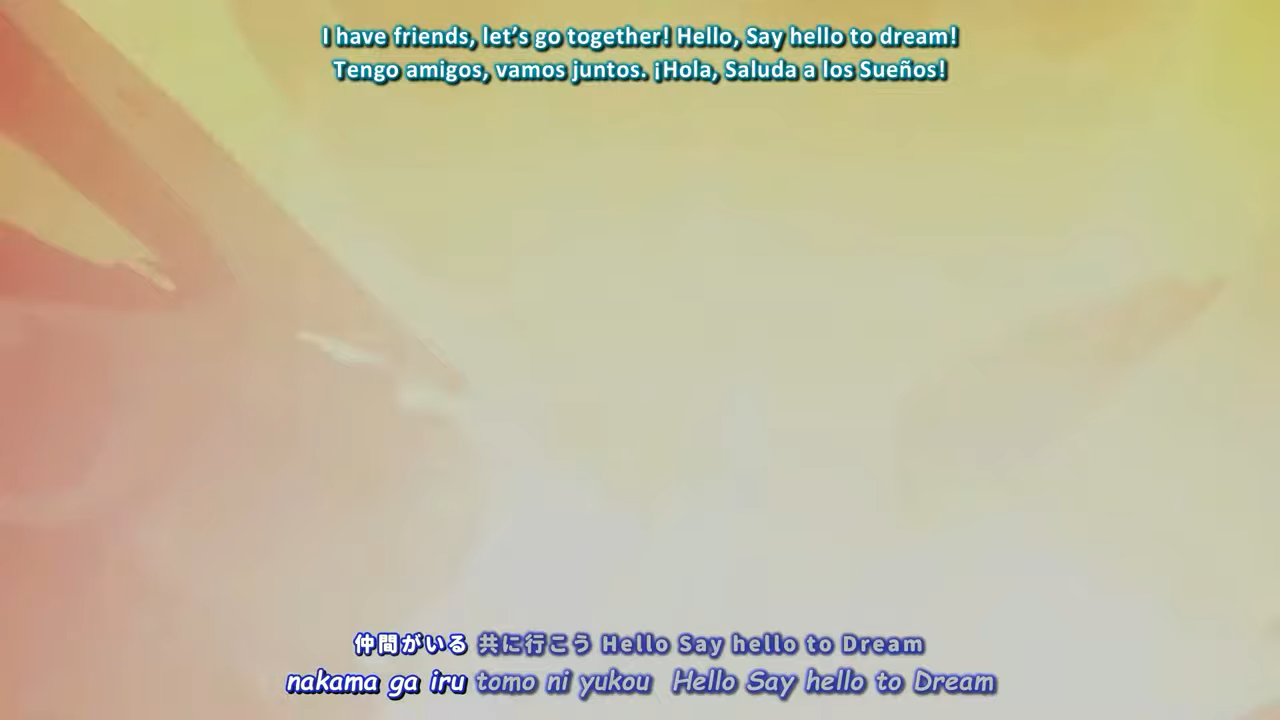 I have friends, let’s go together! Hello, Say hello to dream!
Tengo amigos, vamos juntos. ¡Hola, Saluda a los Sueños!
仲間がいる 共に行こう Hello Say hello to Dream
nakama ga iru tomo ni yukou Hello Say hello to Dream